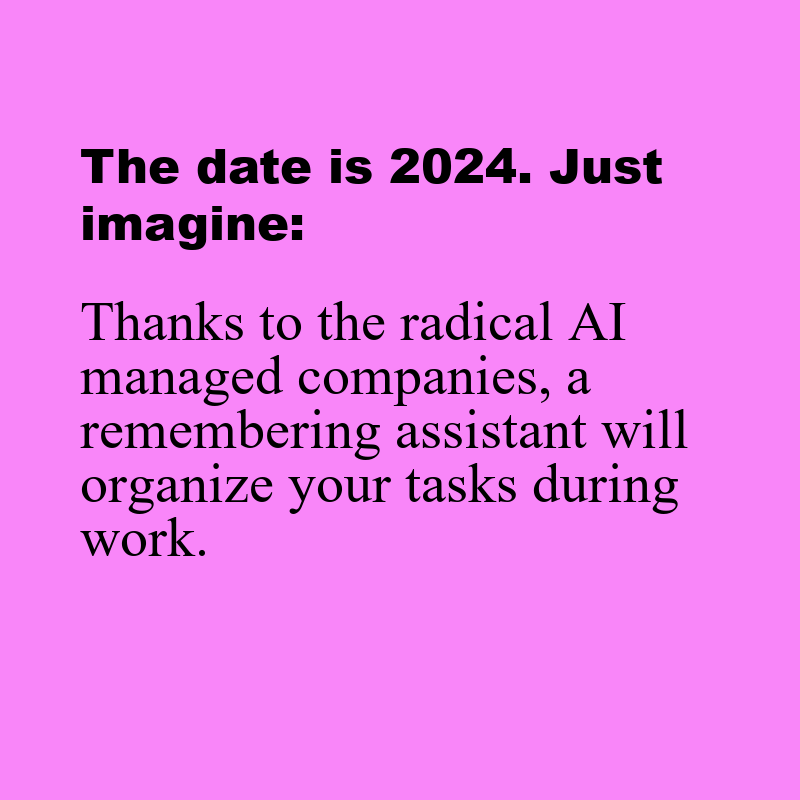 The date is 2024. Just
imagine:
Thanks to the radical AI
managed companies, a
remembering assistant will
organize your tasks during
work.